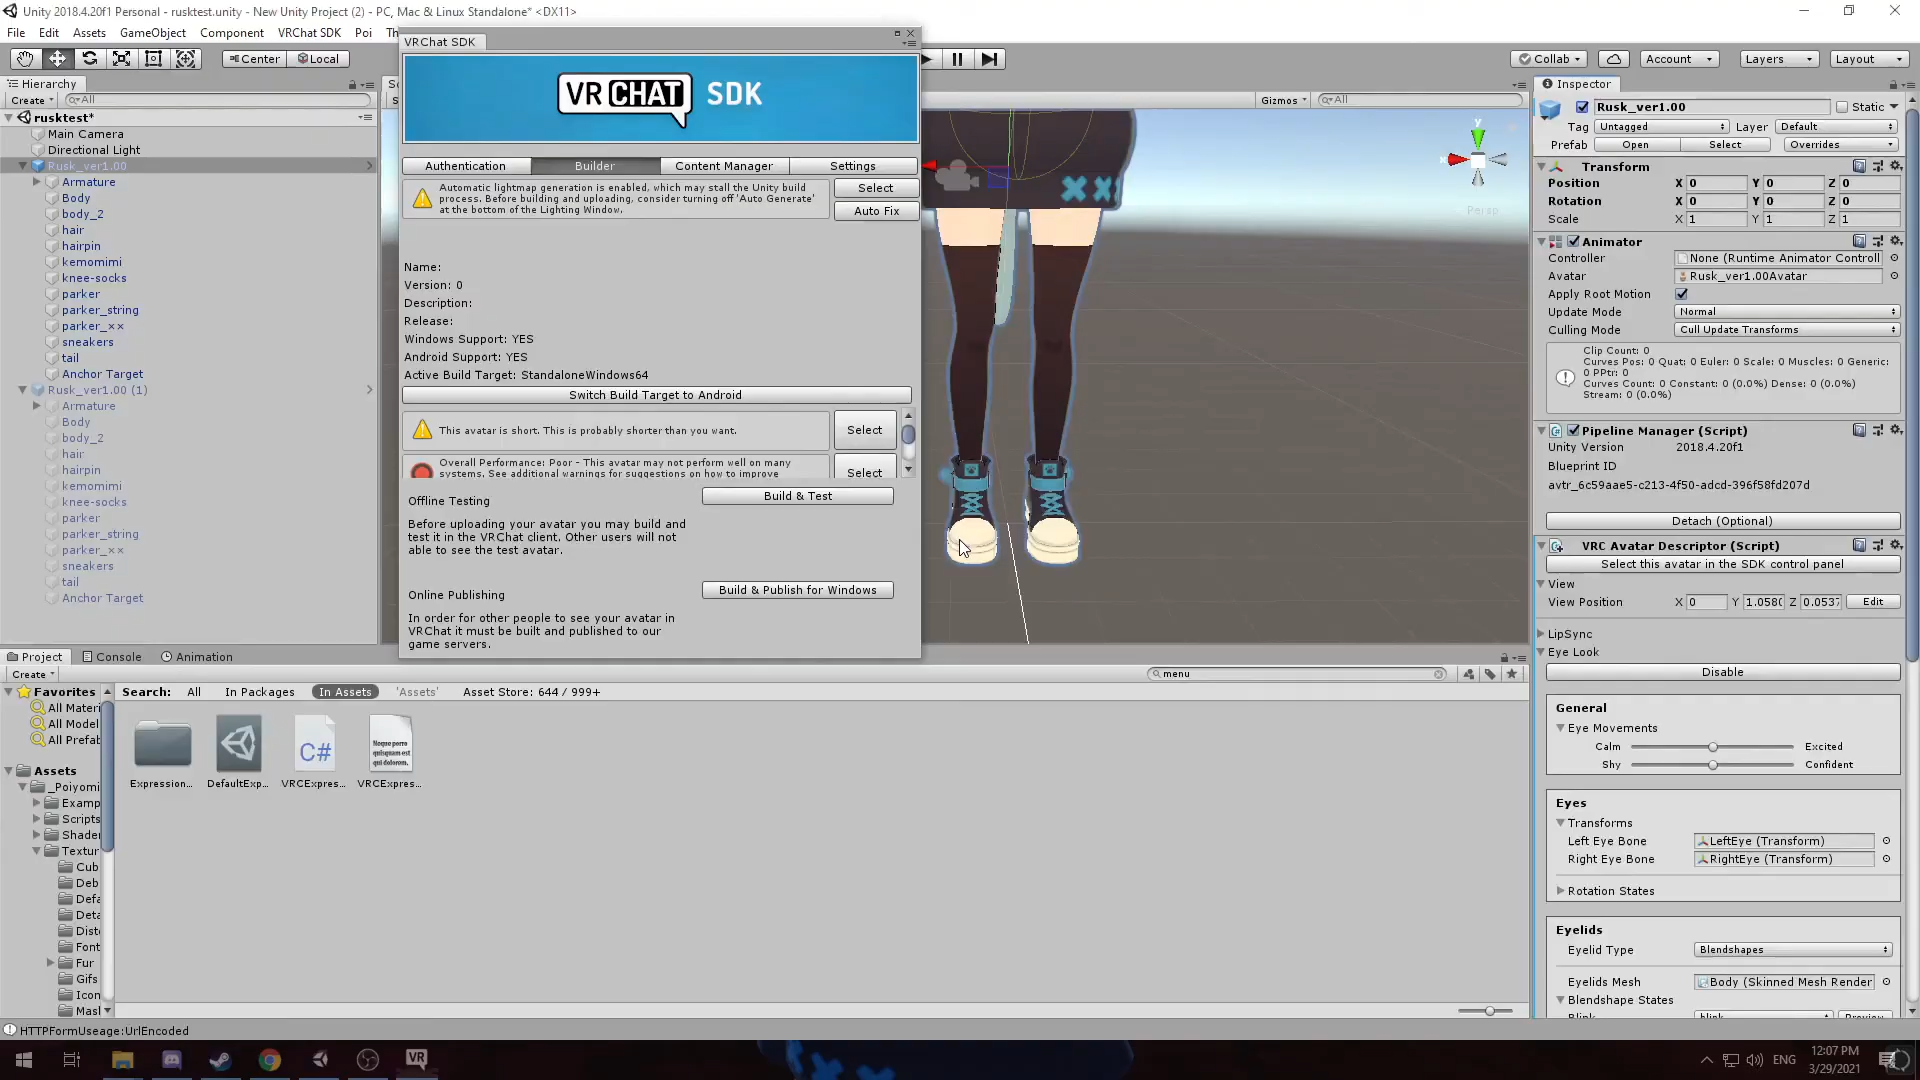 Unity 2018.4.20f1 Personal - rusktest.unity - New Unity Project (2) - PC, Mac & Linux Standalone* <DX11>
File Edit Assets GameObject Component VRChat SDK Poi
Center Local
Collab Account Layers Layout
VRChat SDK
VR CHAT SDK
Authentication Builder Content Manager Settings
Automatic lightmap generation is enabled, which may stall the Unity build
process. Before building and uploading, consider turning off 'Auto Generate'
at the bottom of the Lighting Window.
Select
Auto Fix
Name:
Version: 0
Description:
Release:
Windows Support: YES
Android Support: YES
Active Build Target: StandaloneWindows64
Switch Build Target to Android
This avatar is short. This is probably shorter than you want.
Select
Overall Performance: Poor - This avatar may not perform well on many
systems. See additional warnings for suggestions on how to improve
Select
Offline Testing
Build & Test
Before uploading your avatar you may build and
test it in the VRChat client. Other users will not
able to see the test avatar.
Online Publishing
Build & Publish for Windows
In order for other people to see your avatar in
VRChat it must be built and published to our
game servers.
Hierarchy
Create All
rusktest*
Main Camera
Directional Light
Rusk_ver1.00
Armature
Body
body_2
hair
hairpin
kemomimi
knee-socks
parker
parker_string
parker_××
sneakers
tail
Anchor Target
Rusk_ver1.00 (1)
Armature
Body
body_2
hair
hairpin
kemomimi
knee-socks
parker
parker_string
parker_××
sneakers
tail
Anchor Target
Gizmos All
y
x
Persp
Inspector
Rusk_ver1.00 Static
Tag Untagged Layer Default
Prefab Open Select Overrides
Transform
Position X 0 Y 0 Z 0
Rotation X 0 Y 0 Z 0
Scale X 1 Y 1 Z 1
Animator
Controller None (Runtime Animator Controll
Avatar Rusk_ver1.00Avatar
Apply Root Motion
Update Mode Normal
Culling Mode Cull Update Transforms
Clip Count: 0
Curves Pos: 0 Quat: 0 Euler: 0 Scale: 0 Muscles: 0 Generic:
0 PPtr: 0
Curves Count: 0 Constant: 0 (0.0%) Dense: 0 (0.0%)
Stream: 0 (0.0%)
Pipeline Manager (Script)
Unity Version 2018.4.20f1
Blueprint ID
avtr_6c59aae5-c213-4f50-adcd-396f58fd207d
Detach (Optional)
VRC Avatar Descriptor (Script)
Select this avatar in the SDK control panel
View
View Position X 0 Y 1.058 Z 0.053 Edit
LipSync
Eye Look
Disable
General
Eye Movements
Calm Excited
Shy Confident
Eyes
Transforms
Left Eye Bone LeftEye (Transform)
Right Eye Bone RightEye (Transform)
Rotation States
Eyelids
Eyelid Type Blendshapes
Eyelids Mesh Body (Skinned Mesh Render
Blendshape States
Project Console Animation
Create menu
Favorites
All Materi
All Model
All Prefab
Assets
_Poiyomi
Examp
Scripts
Shader
Textur
Cub
Deb
Defa
Deta
Disto
Font
Fur
Gifs
Icon
Mask
Search: All In Packages In Assets 'Assets' Asset Store: 644 / 999+
Expression... DefaultExp... VRCExpres... VRCExpres...
C#
Neque porro
quisquam est
qui dolorem.
HTTPFormUseage:UrlEncoded
VR
ENG
12:07 PM
3/29/2021